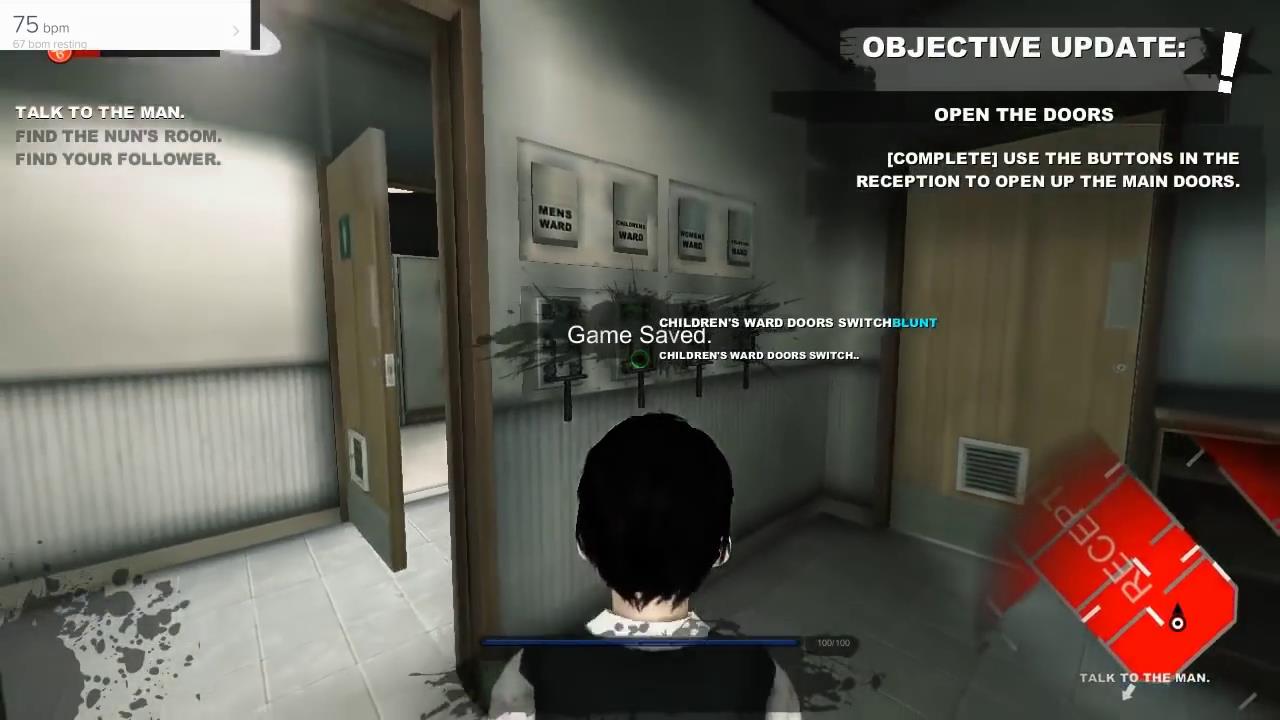 75 bpm
67 bpm resting
OBJECTIVE UPDATE:
TALK TO THE MAN.
FIND THE NUN'S ROOM.
FIND YOUR FOLLOWER.
OPEN THE DOORS
[COMPLETE] USE THE BUTTONS IN THE
RECEPTION TO OPEN UP THE MAIN DOORS.
MENS
WARD
CHILDRENS
WARD
WOMENS
WARD
WARD
CHILDREN'S WARD DOORS SWITCHBLUNT
Game Saved.
CHILDREN'S WARD DOORS SWITCH..
RECEPT
100/100
TALK TO THE MAN.